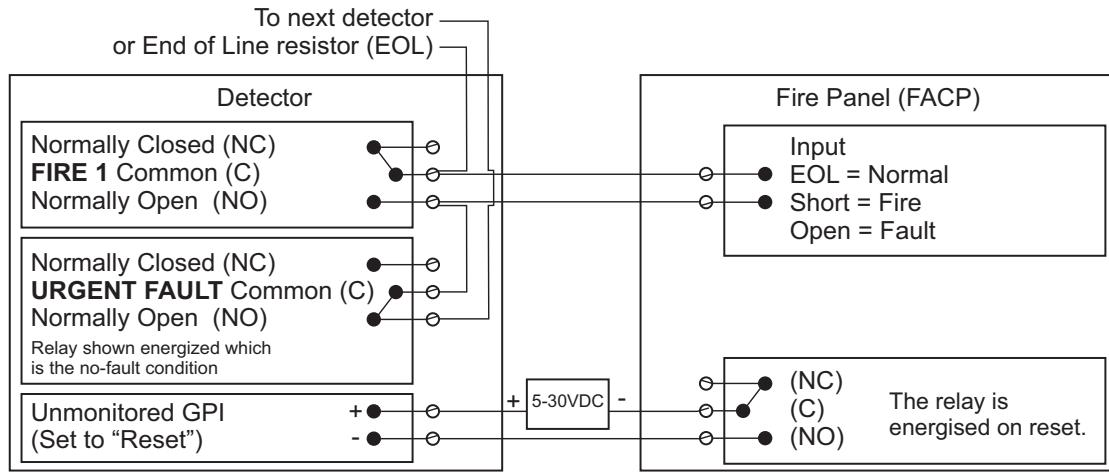 To next detector
or End of Line resistor (EOL)
Detector
Normally Closed (NC)
FIRE 1 Common (C)
Normally Open (NO)
Normally Closed (NC)
URGENT FAULT Common (C)
Normally Open (NO)
Relay shown energized which
is the no-fault condition
Unmonitored GPI
(Set to “Reset”)
+
-
+ 5-30VDC -
Fire Panel (FACP)
Input
EOL = Normal
Short = Fire
Open = Fault
(NC)
(C)
(NO)
The relay is
energised on reset.